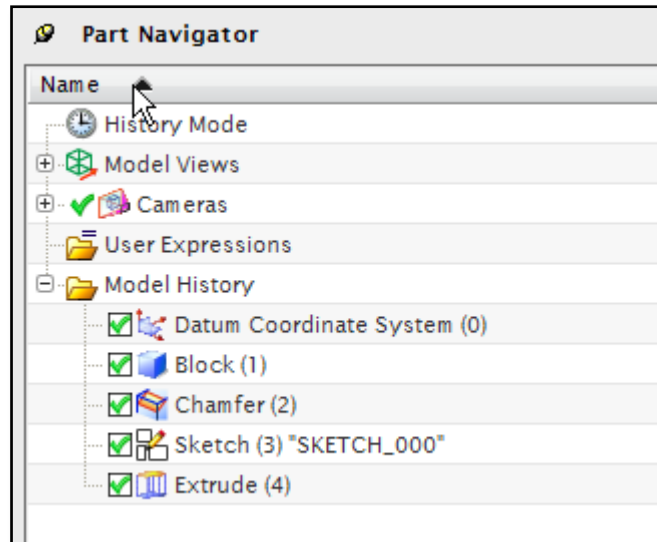 Part Navigator
Name
History Mode
Model Views
Cameras
User Expressions
Model History
Datum Coordinate System (0)
Block (1)
Chamfer (2)
Sketch (3) "SKETCH_000"
Extrude (4)